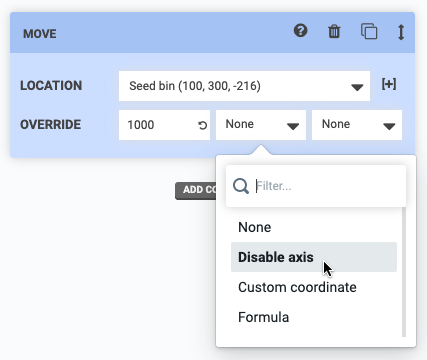 MOVE
LOCATION
Seed bin (100, 300, -216)
[+]
OVERRIDE
1000
None
None
ADD
Filter...
None
Disable axis
Custom coordinate
Formula